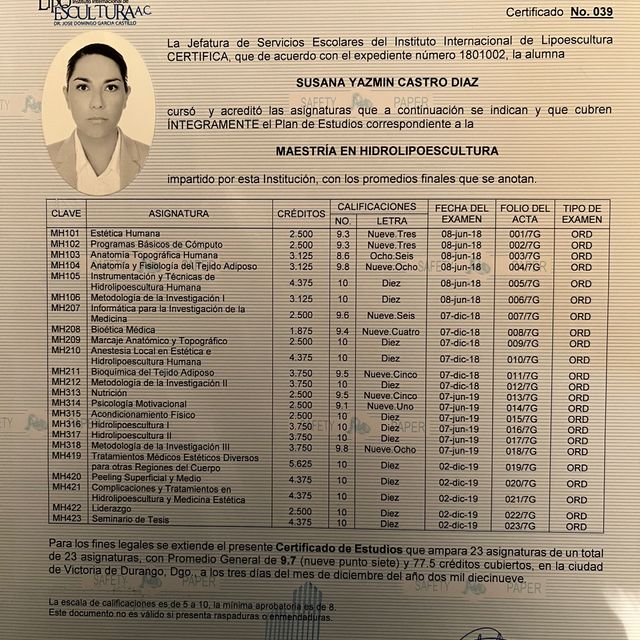 Instituto Internacional de
LIPOESCULTURA AC
DR. JOSE DOMINGO GARCIA CASTILLO
Certificado No. 039
La Jefatura de Servicios Escolares del Instituto Internacional de Lipoescultura
CERTIFICA, que de acuerdo con el expediente número 1801002, la alumna
SUSANA YAZMIN CASTRO DIAZ
cursó y acreditó las asignaturas que a continuación se indican y que cubren
ÍNTEGRAMENTE el Plan de Estudios correspondiente a la
MAESTRÍA EN HIDROLIPOESCULTURA
impartido por esta Institución, con los promedios finales que se anotan.
CLAVE ASIGNATURA CRÉDITOS CALIFICACIONES NO. LETRA FECHA DEL EXAMEN FOLIO DEL ACTA TIPO DE EXAMEN
MH101 Estética Humana 2.500 9.3 Nueve.Tres 08-jun-18 001/7G ORD
MH102 Programas Básicos de Cómputo 2.500 9.3 Nueve.Tres 08-jun-18 002/7G ORD
MH103 Anatomía Topográfica Humana 3.125 8.6 Ocho.Seis 08-jun-18 003/7G ORD
MH104 Anatomía y Fisiología del Tejido Adiposo 3.125 9.8 Nueve.Ocho 08-jun-18 004/7G ORD
MH105 Instrumentación y Técnicas de
Hidrolipoescultura Humana 4.375 10 Diez 08-jun-18 005/7G ORD
MH106 Metodología de la Investigación I 3.125 10 Diez 08-jun-18 006/7G ORD
MH207 Informática para la Investigación de la
Medicina 2.500 9.6 Nueve.Seis 07-dic-18 007/7G ORD
MH208 Bioética Médica 1.875 9.4 Nueve.Cuatro 07-dic-18 008/7G ORD
MH209 Marcaje Anatómico y Topográfico 2.500 10 Diez 07-dic-18 009/7G ORD
MH210 Anestesia Local en Estética e
Hidrolipoescultura Humana 4.375 10 Diez 07-dic-18 010/7G ORD
MH211 Bioquímica del Tejido Adiposo 3.750 9.5 Nueve.Cinco 07-dic-18 011/7G ORD
MH212 Metodología de la Investigación II 3.750 10 Diez 07-dic-18 012/7G ORD
MH313 Nutrición 2.500 9.5 Nueve.Cinco 07-jun-19 013/7G ORD
MH314 Psicología Motivacional 2.500 9.1 Nueve.Uno 07-jun-19 014/7G ORD
MH315 Acondicionamiento Físico 2.500 10 Diez 07-jun-19 015/7G ORD
MH316 Hidrolipoescultura I 3.750 10 Diez 07-jun-19 016/7G ORD
MH317 Hidrolipoescultura II 3.750 10 Diez 07-jun-19 017/7G ORD
MH318 Metodología de la Investigación III 3.750 9.8 Nueve.Ocho 07-jun-19 018/7G ORD
MH419 Tratamientos Médicos Estéticos Diversos
para otras Regiones del Cuerpo 5.625 10 Diez 02-dic-19 019/7G ORD
MH420 Peeling Superficial y Medio 4.375 10 Diez 02-dic-19 020/7G ORD
MH421 Complicaciones y Tratamientos en
Hidrolipoescultura y Medicina Estética 4.375 10 Diez 02-dic-19 021/7G ORD
MH422 Liderazgo 2.500 10 Diez 02-dic-19 022/7G ORD
MH423 Seminario de Tesis 4.375 10 Diez 02-dic-19 023/7G ORD
Para los fines legales se extiende el presente Certificado de Estudios que ampara 23 asignaturas de un total
de 23 asignaturas, con Promedio General de 9.7 (nueve punto siete) y 77.5 créditos cubiertos, en la ciudad
de Victoria de Durango, Dgo., a los tres días del mes de diciembre del año dos mil diecinueve.
La escala de calificaciones es de 5 a 10, la mínima aprobatoria es de 8.
Este documento no es válido si presenta raspaduras o enmendaduras.
SAFETY PAPER